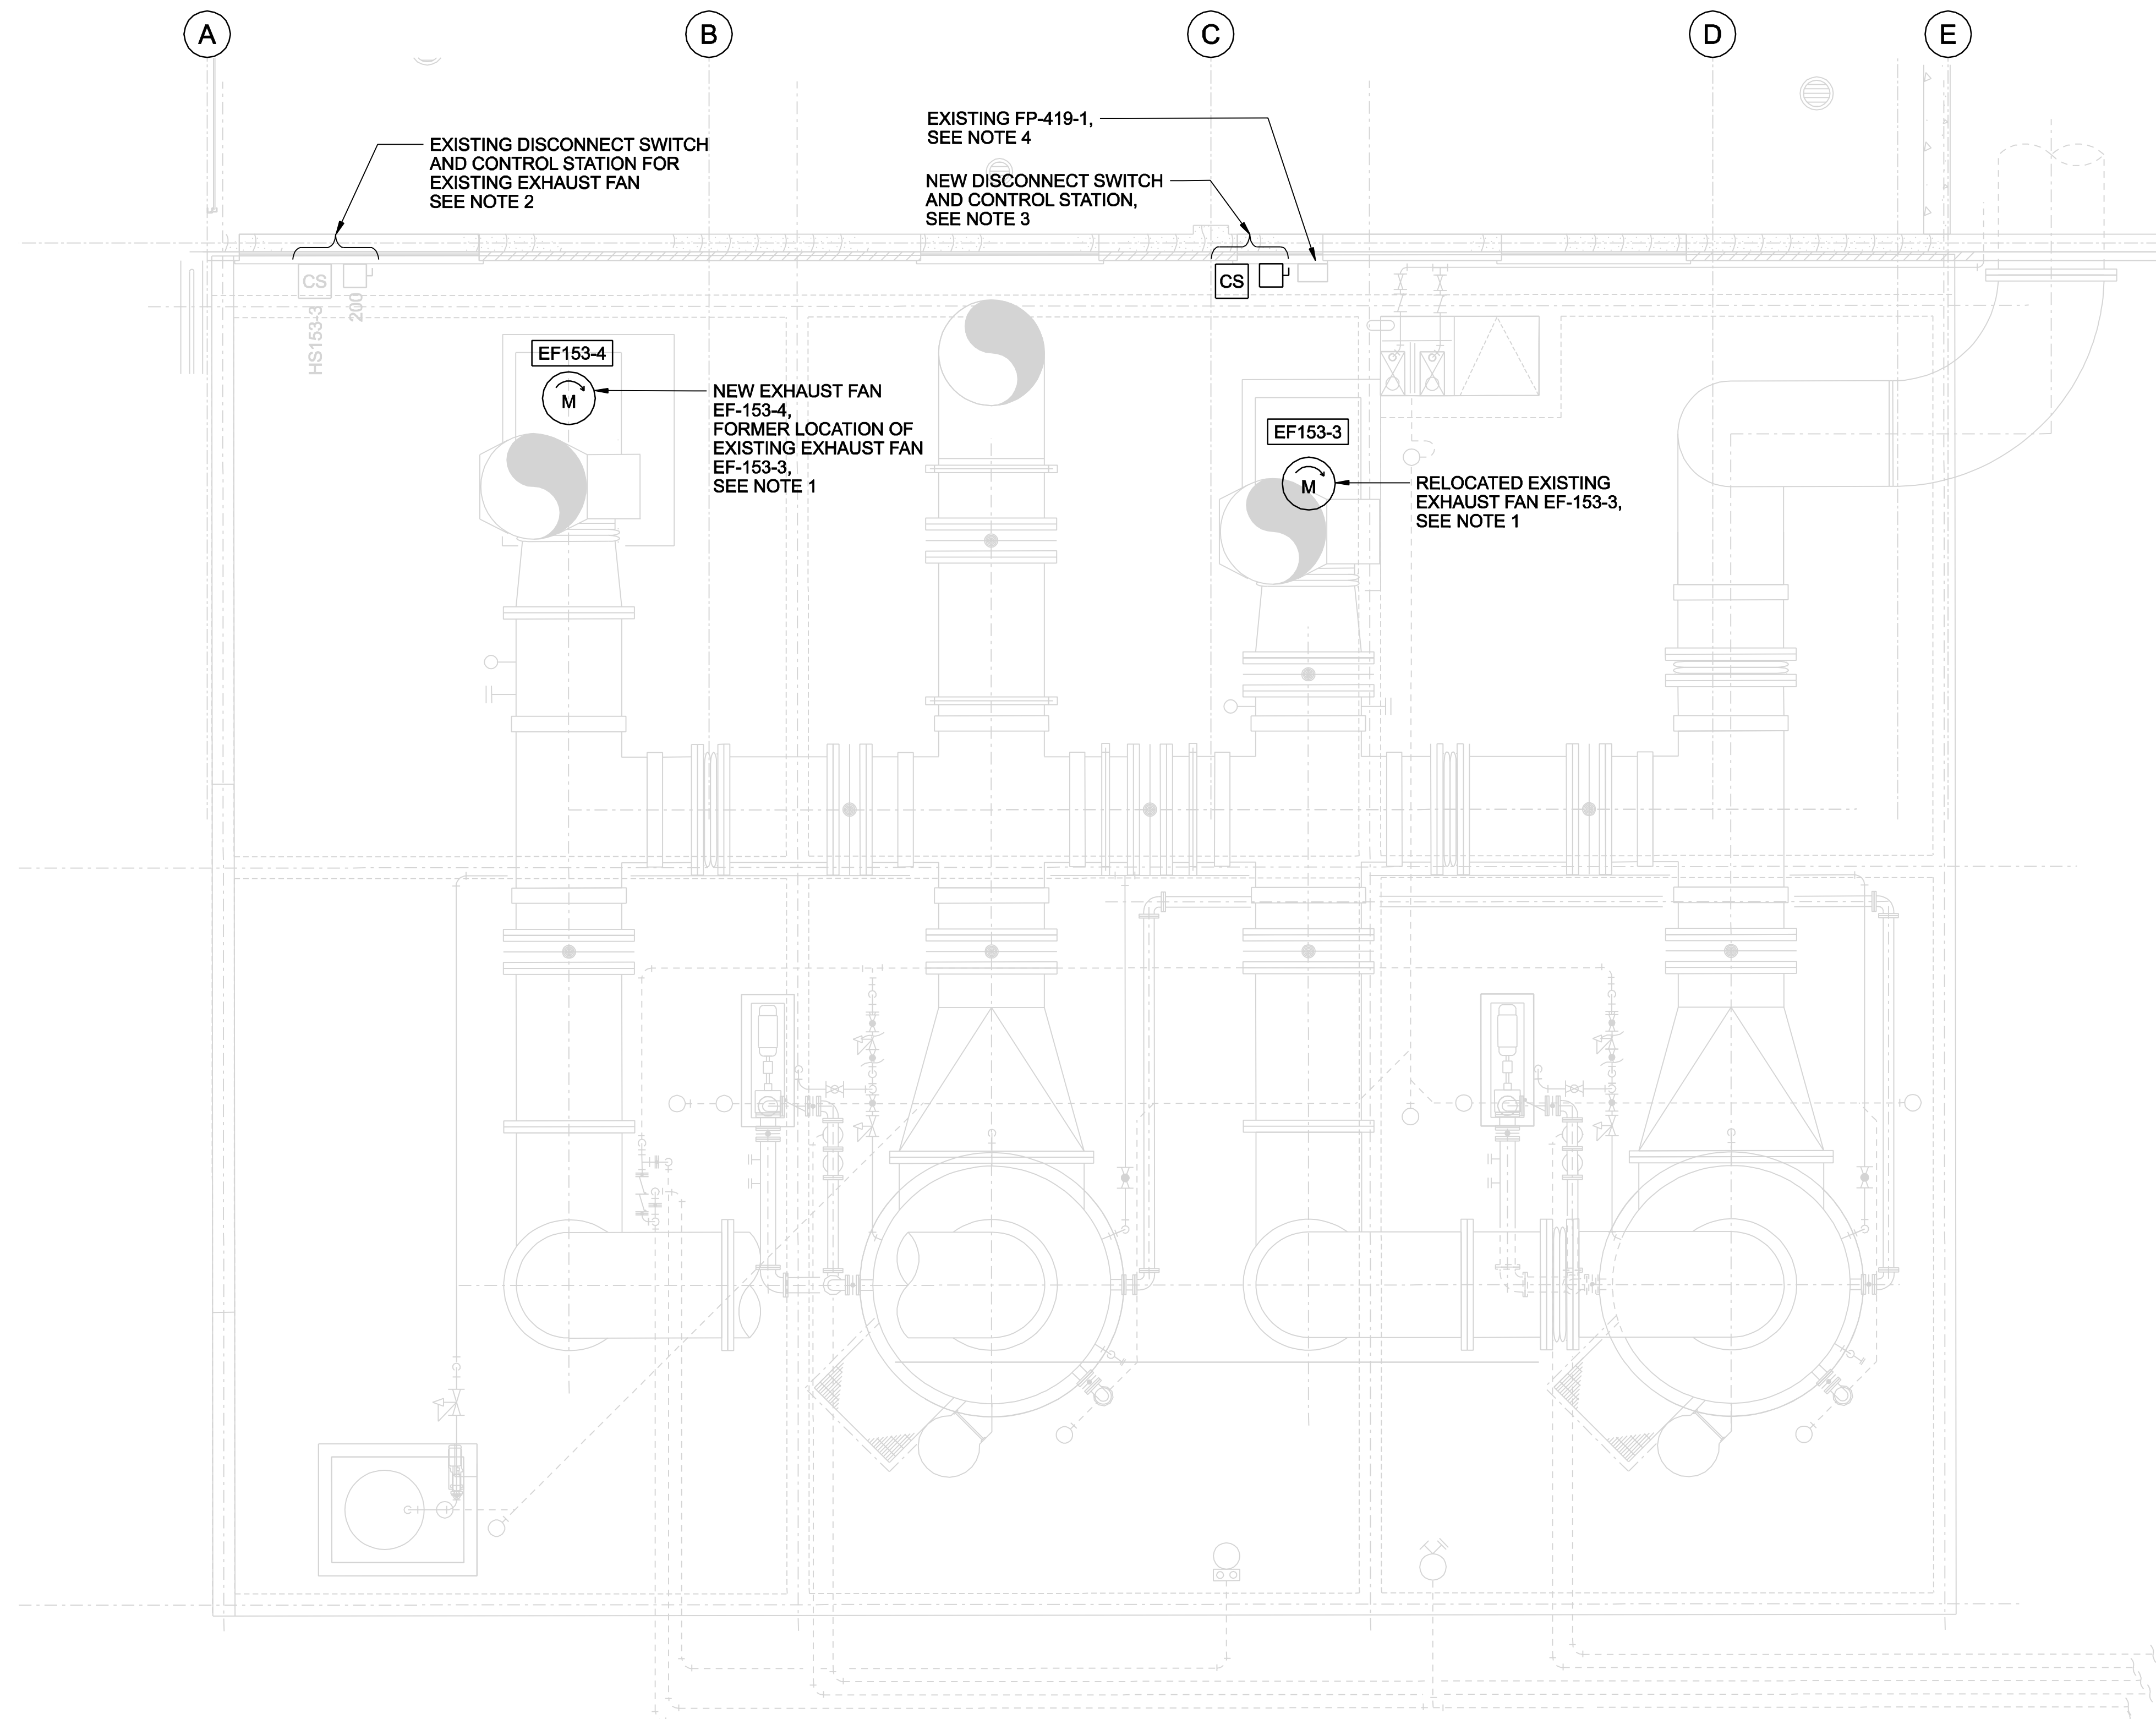 A
B
C
D
E
EXISTING DISCONNECT SWITCH
AND CONTROL STATION FOR
EXISTING EXHAUST FAN
SEE NOTE 2
EXISTING FP-419-1,
SEE NOTE 4
NEW DISCONNECT SWITCH
AND CONTROL STATION,
SEE NOTE 3
CS
HS153-3
200
CS
EF153-4
M
NEW EXHAUST FAN
EF-153-4,
FORMER LOCATION OF
EXISTING EXHAUST FAN
EF-153-3,
SEE NOTE 1
EF153-3
M
RELOCATED EXISTING
EXHAUST FAN EF-153-3,
SEE NOTE 1